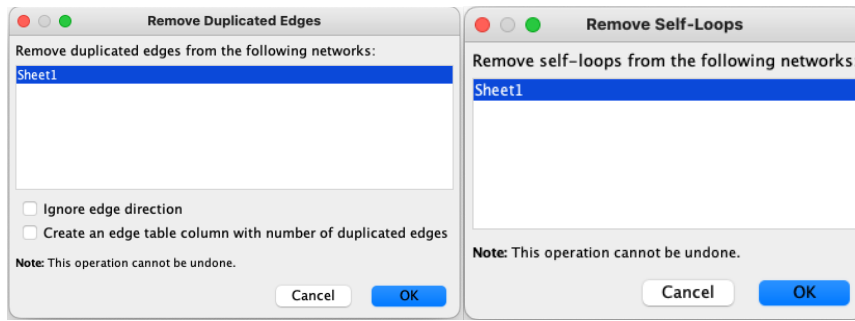 Remove Duplicated Edges
Remove duplicated edges from the following networks:
Sheet1
Ignore edge direction
Create an edge table column with number of duplicated edges
Note: This operation cannot be undone.
Cancel
OK
Remove Self-Loops
Remove self-loops from the following networks:
Sheet1
Note: This operation cannot be undone.
Cancel
OK